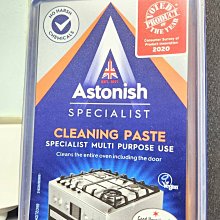 NO HARSH
CHEMICALS
VOTED
PRODUCT
OF THE YEAR
Consumer Survey of
Product Innovation
2020
Astonish
SPECIALIST
CLEANING PASTE
SPECIALIST MULTI PURPOSE USE
Cleans the entire oven including the door